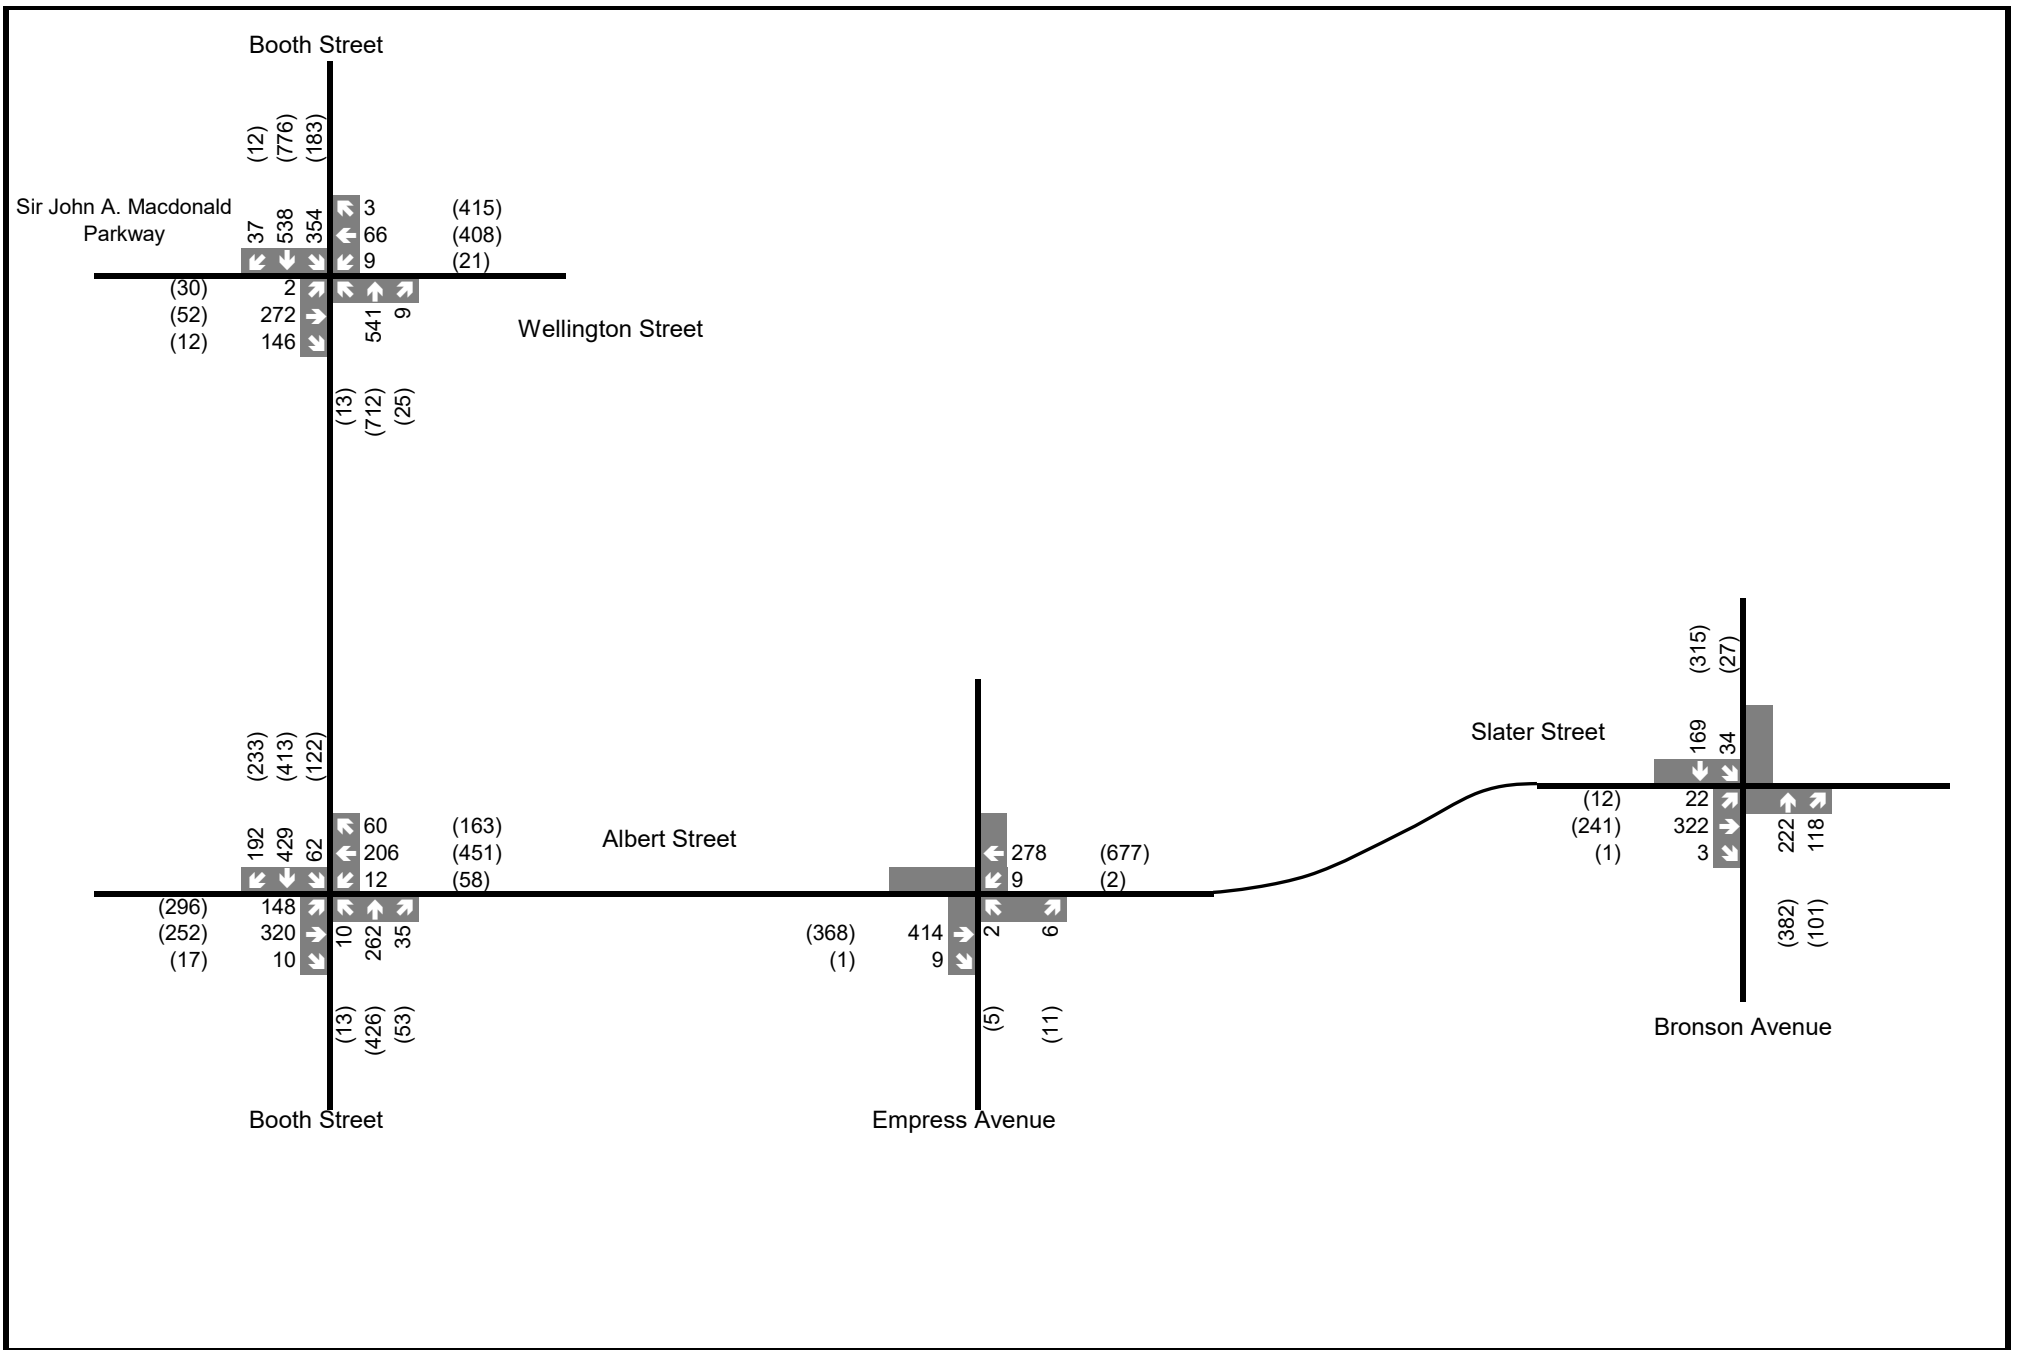 Booth Street
(12) (776) (183)
Sir John A. Macdonald
Parkway
37 538 354
3 (415)
66 (408)
9 (21)
(30) 2
(52) 272
(12) 146
541 9
(13) (712) (25)
Wellington Street
(233) (413) (122)
192 429 62
60 (163)
206 (451)
12 (58)
Albert Street
(296) 148
(252) 320
(17) 10
10 262 35
(13) (426) (53)
Booth Street
278 (677)
9 (2)
(368) 414
(1) 9
2 6
(5) (11)
Empress Avenue
Slater Street
(315) (27)
169 34
(12) 22
(241) 322
(1) 3
222 118
(382) (101)
Bronson Avenue